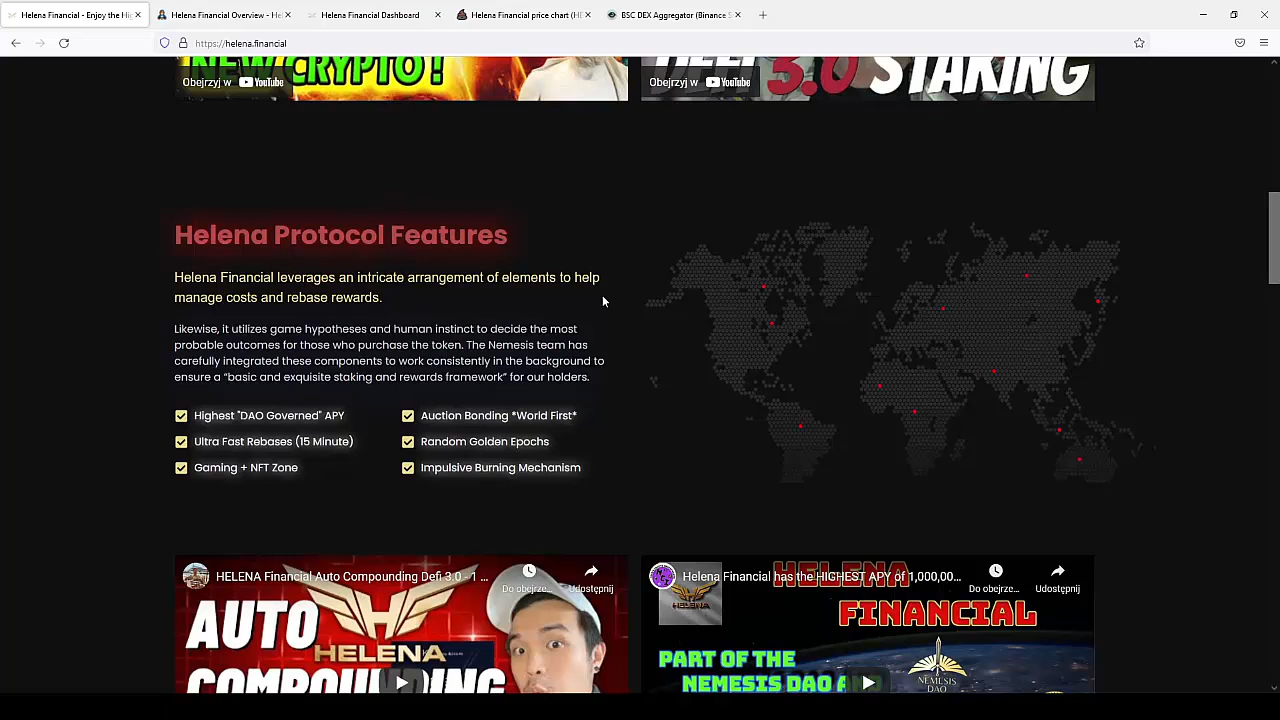 Helena Financial - Enjoy the Hig
Helena Financial Overview - Hel
Helena Financial Dashboard
Helena Financial price chart (HE
BSC DEX Aggregator (Binance S
https://helena.financial
NEW CRYPTO!
3.0 STAKING
Obejrzyj w YouTube
Obejrzyj w YouTube
Helena Protocol Features
Helena Financial leverages an intricate arrangement of elements to help
manage costs and rebase rewards.
Likewise, it utilizes game hypotheses and human instinct to decide the most
probable outcomes for those who purchase the token. The Nemesis team has
carefully integrated these components to work consistently in the background to
ensure a “basic and exquisite staking and rewards framework” for our holders.
Highest "DAO Governed" APY
Auction Bonding *World First*
Ultra Fast Rebases (15 Minute)
Random Golden Epochs
Gaming + NFT Zone
Impulsive Burning Mechanism
HELENA Financial Auto Compounding Defi 3.0 - 1 ...
Do obejrze...
Udostępnij
AUTO
HELENA
COMPOUNDING
Helena Financial has the HIGHEST APY of 1,000,00...
Do obejrze...
Udostępnij
HELENA
HELENA
FINANCIAL
PART OF THE
NEMESIS DAO A
NEMESIS
DAO